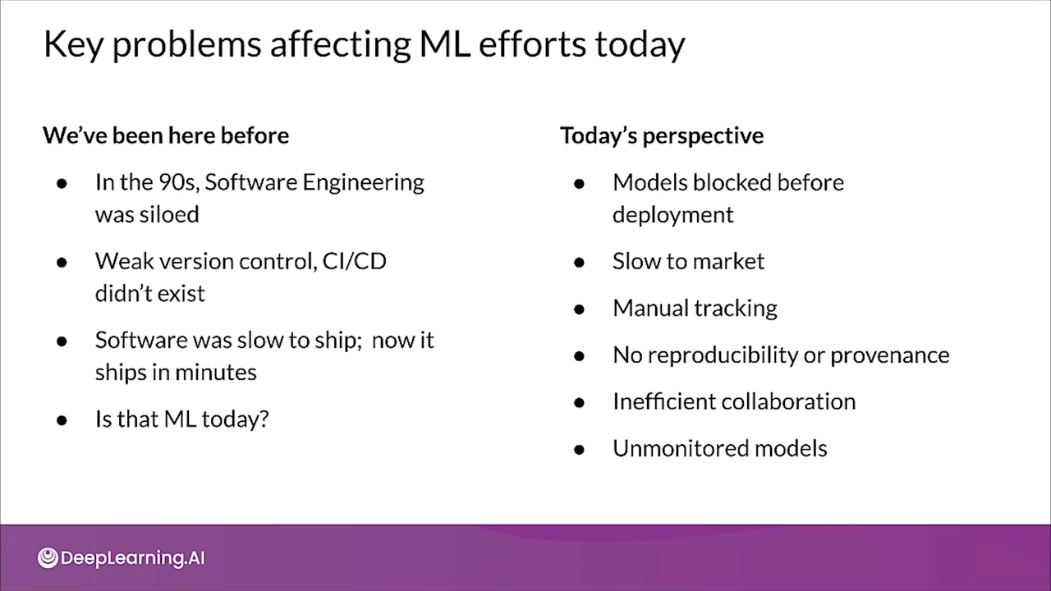 Key problems affecting ML efforts today
We've been here before
● In the 90s, Software Engineering
was siloed
● Weak version control, CI/CD
didn't exist
● Software was slow to ship; now it
ships in minutes
● Is that ML today?
Today's perspective
● Models blocked before
deployment
● Slow to market
● Manual tracking
● No reproducibility or provenance
● Inefficient collaboration
● Unmonitored models
DeepLearning.AI